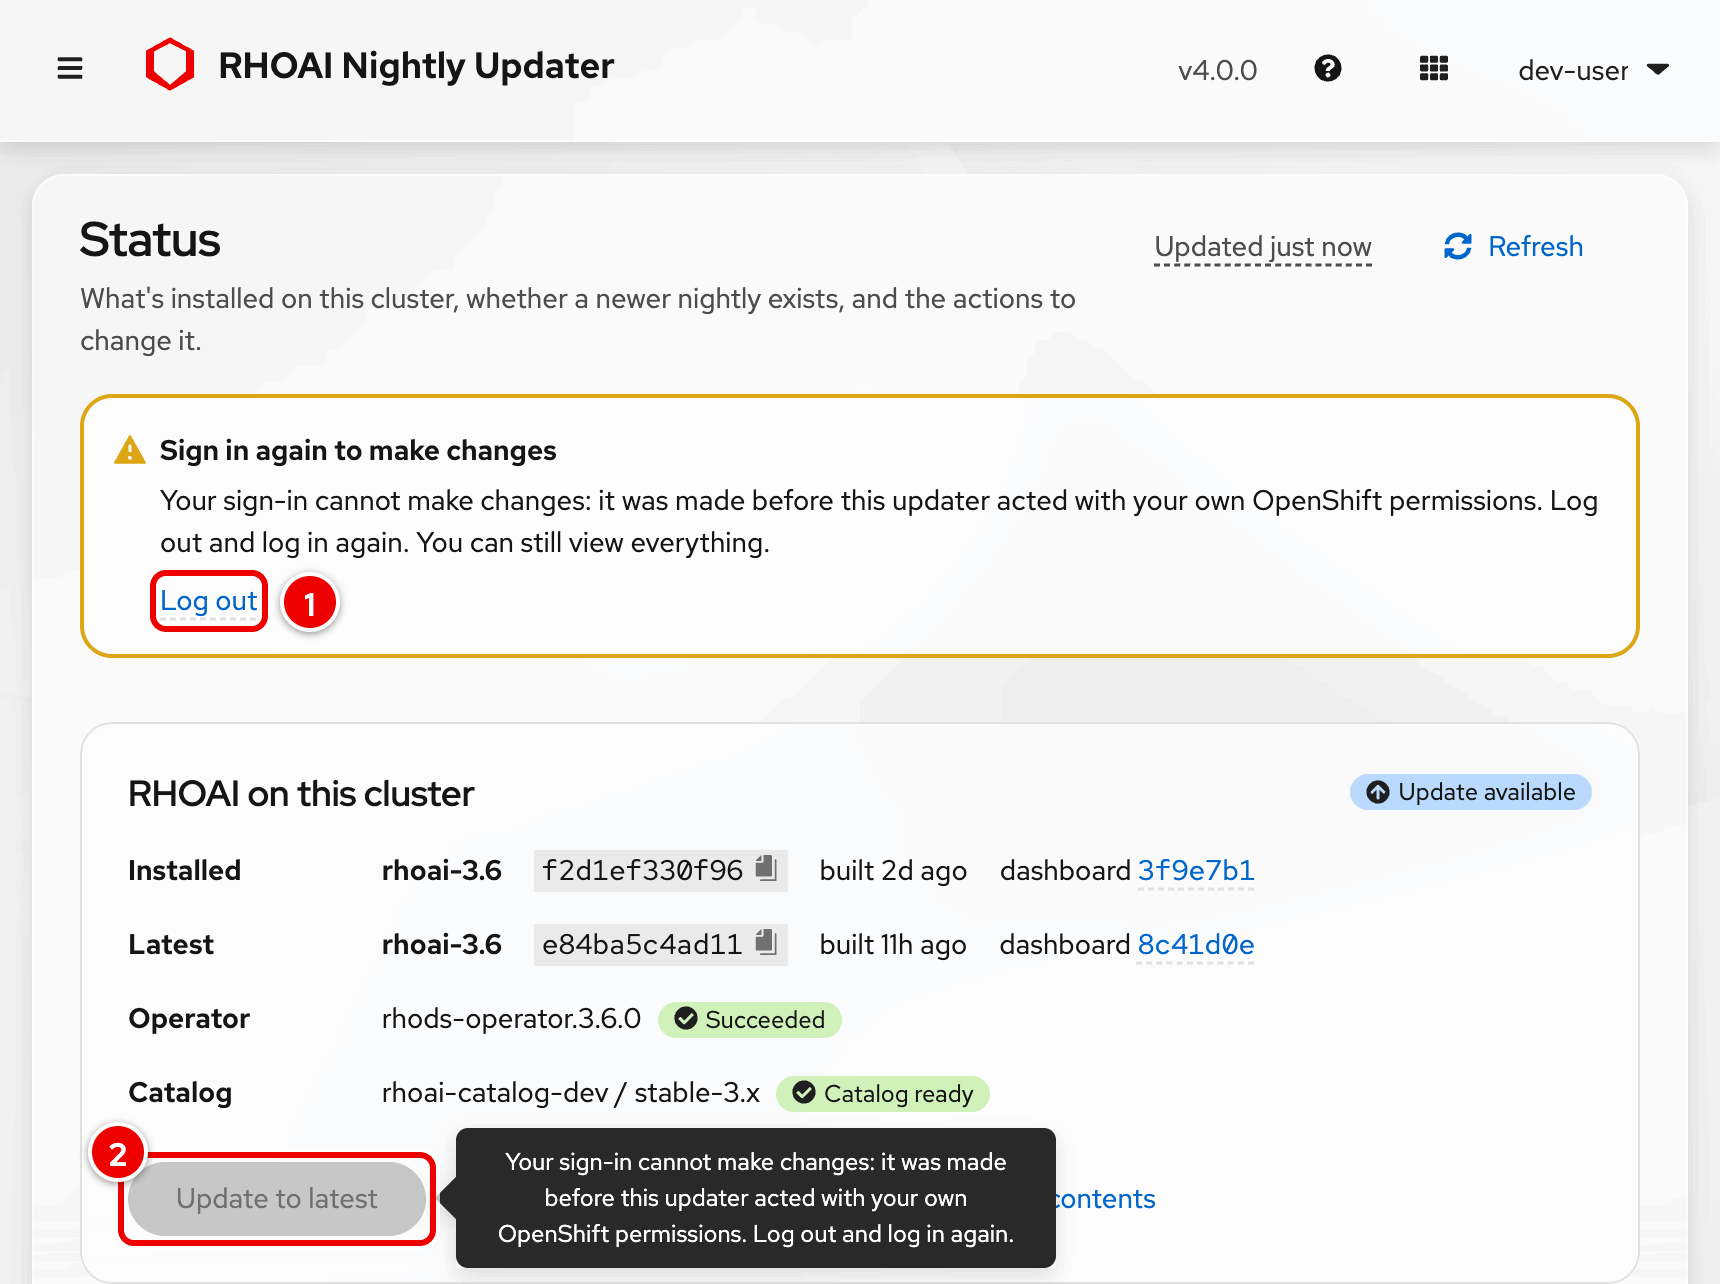 RHOAI Nightly Updater
v4.0.0
dev-user
Status
Updated just now
Refresh
What's installed on this cluster, whether a newer nightly exists, and the actions to
change it.
Sign in again to make changes
Your sign-in cannot make changes: it was made before this updater acted with your own OpenShift permissions. Log
out and log in again. You can still view everything.
Log out
1
RHOAI on this cluster
Update available
Installed rhoai-3.6 f2d1ef330f96 built 2d ago dashboard 3f9e7b1
Latest rhoai-3.6 e84ba5c4ad11 built 11h ago dashboard 8c41d0e
Operator rhods-operator.3.6.0 Succeeded
Catalog rhoai-catalog-dev / stable-3.x Catalog ready
2
Update to latest
Your sign-in cannot make changes: it was made
before this updater acted with your own
OpenShift permissions. Log out and log in again.
contents